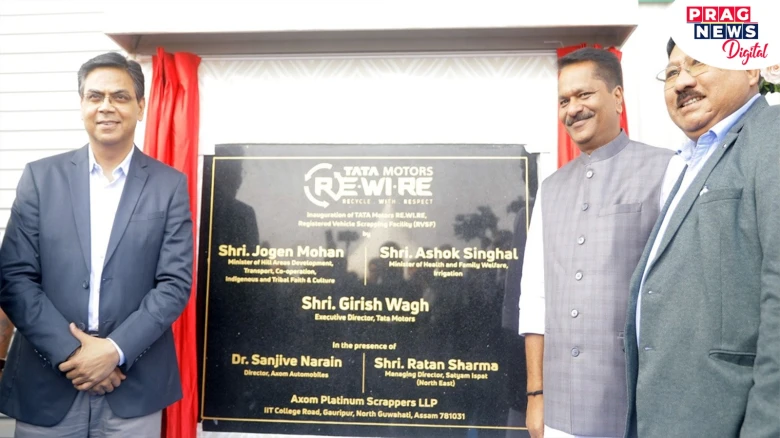 PRAG
NEWS
Digital
TATA MOTORS
RE.WI.RE
RECYCLE WITH RESPECT
Inauguration of TATA Motors RE.WI.RE,
Registered Vehicle Scrapping Facility (RVSF)
by
Shri. Jogen Mohan
Minister of Hill Areas Development,
Transport, Co-operation,
Indigenous and Tribal Faith & Culture
Shri. Ashok Singhal
Minister of Health and Family Welfare,
Irrigation
Shri. Girish Wagh
Executive Director, Tata Motors
In the presence of
Dr. Sanjive Narain
Director, Axom Automobiles
Shri. Ratan Sharma
Managing Director, Satyam Ispat
(North East)
Axom Platinum Scrappers LLP
IIT College Road, Gauripur, North Guwahati, Assam 781031